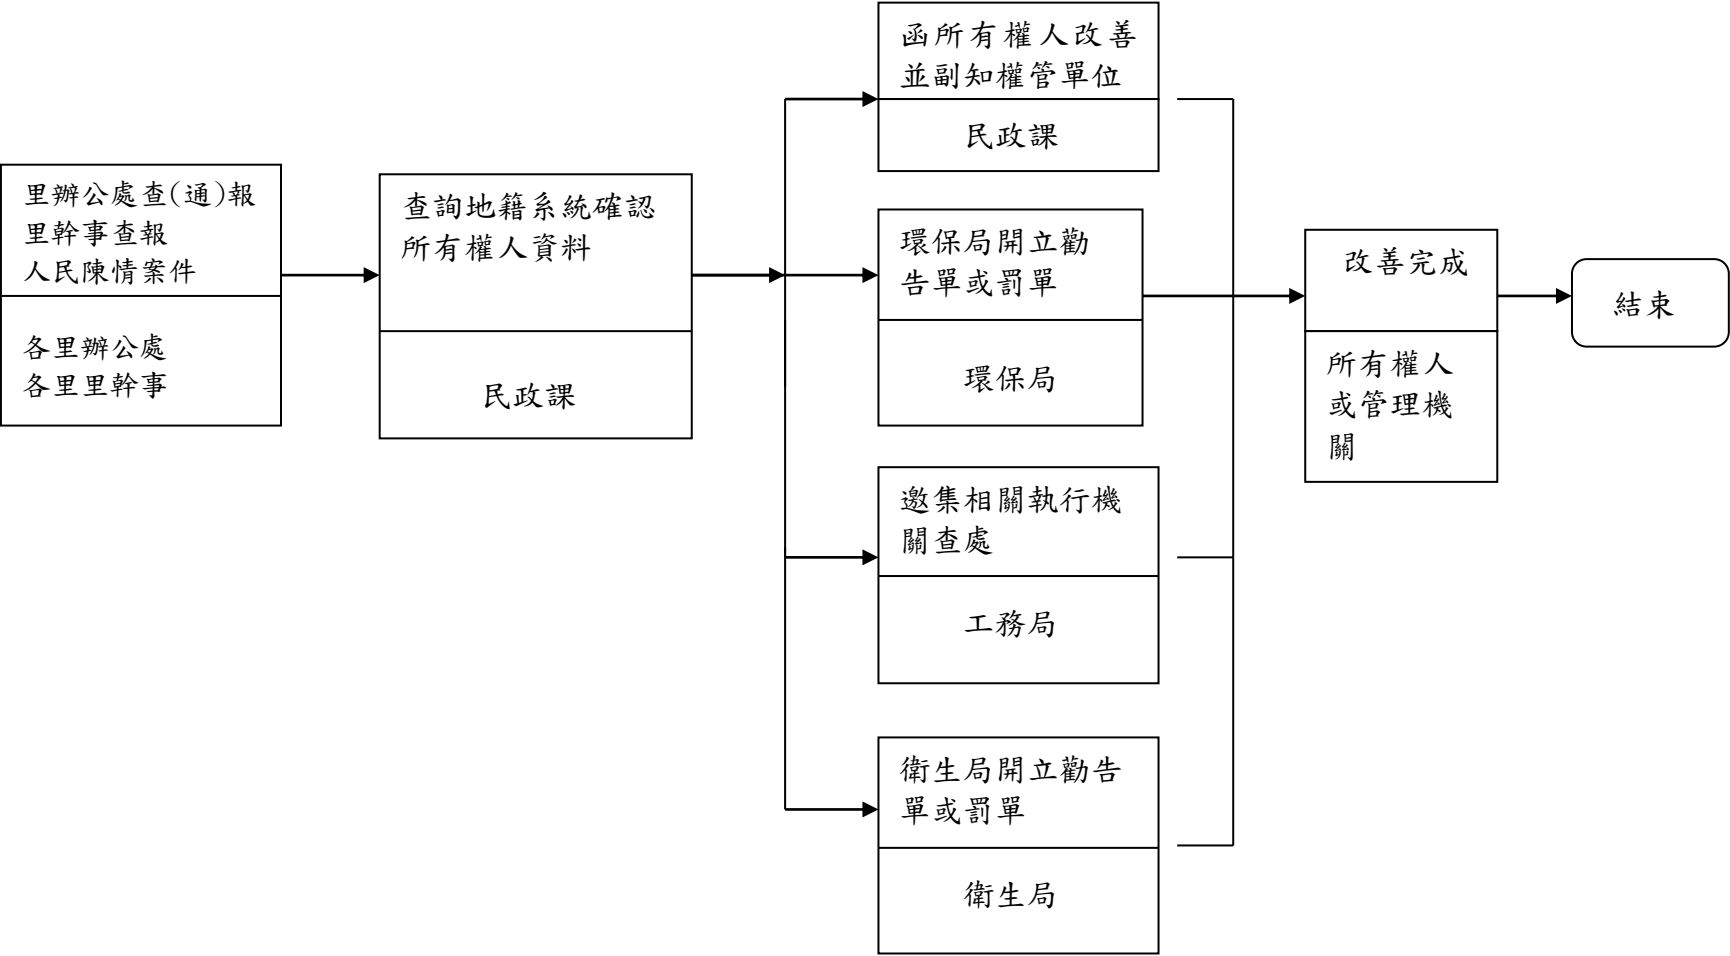 里辦公處查(通)報
里幹事查報
人民陳情案件
各里辦公處
各里里幹事
查詢地籍系統確認
所有權人資料
民政課
函所有權人改善
並副知權管單位
民政課
環保局開立勸
告單或罰單
環保局
邀集相關執行機
關查處
工務局
衛生局開立勸告
單或罰單
衛生局
改善完成
所有權人
或管理機
關
結束